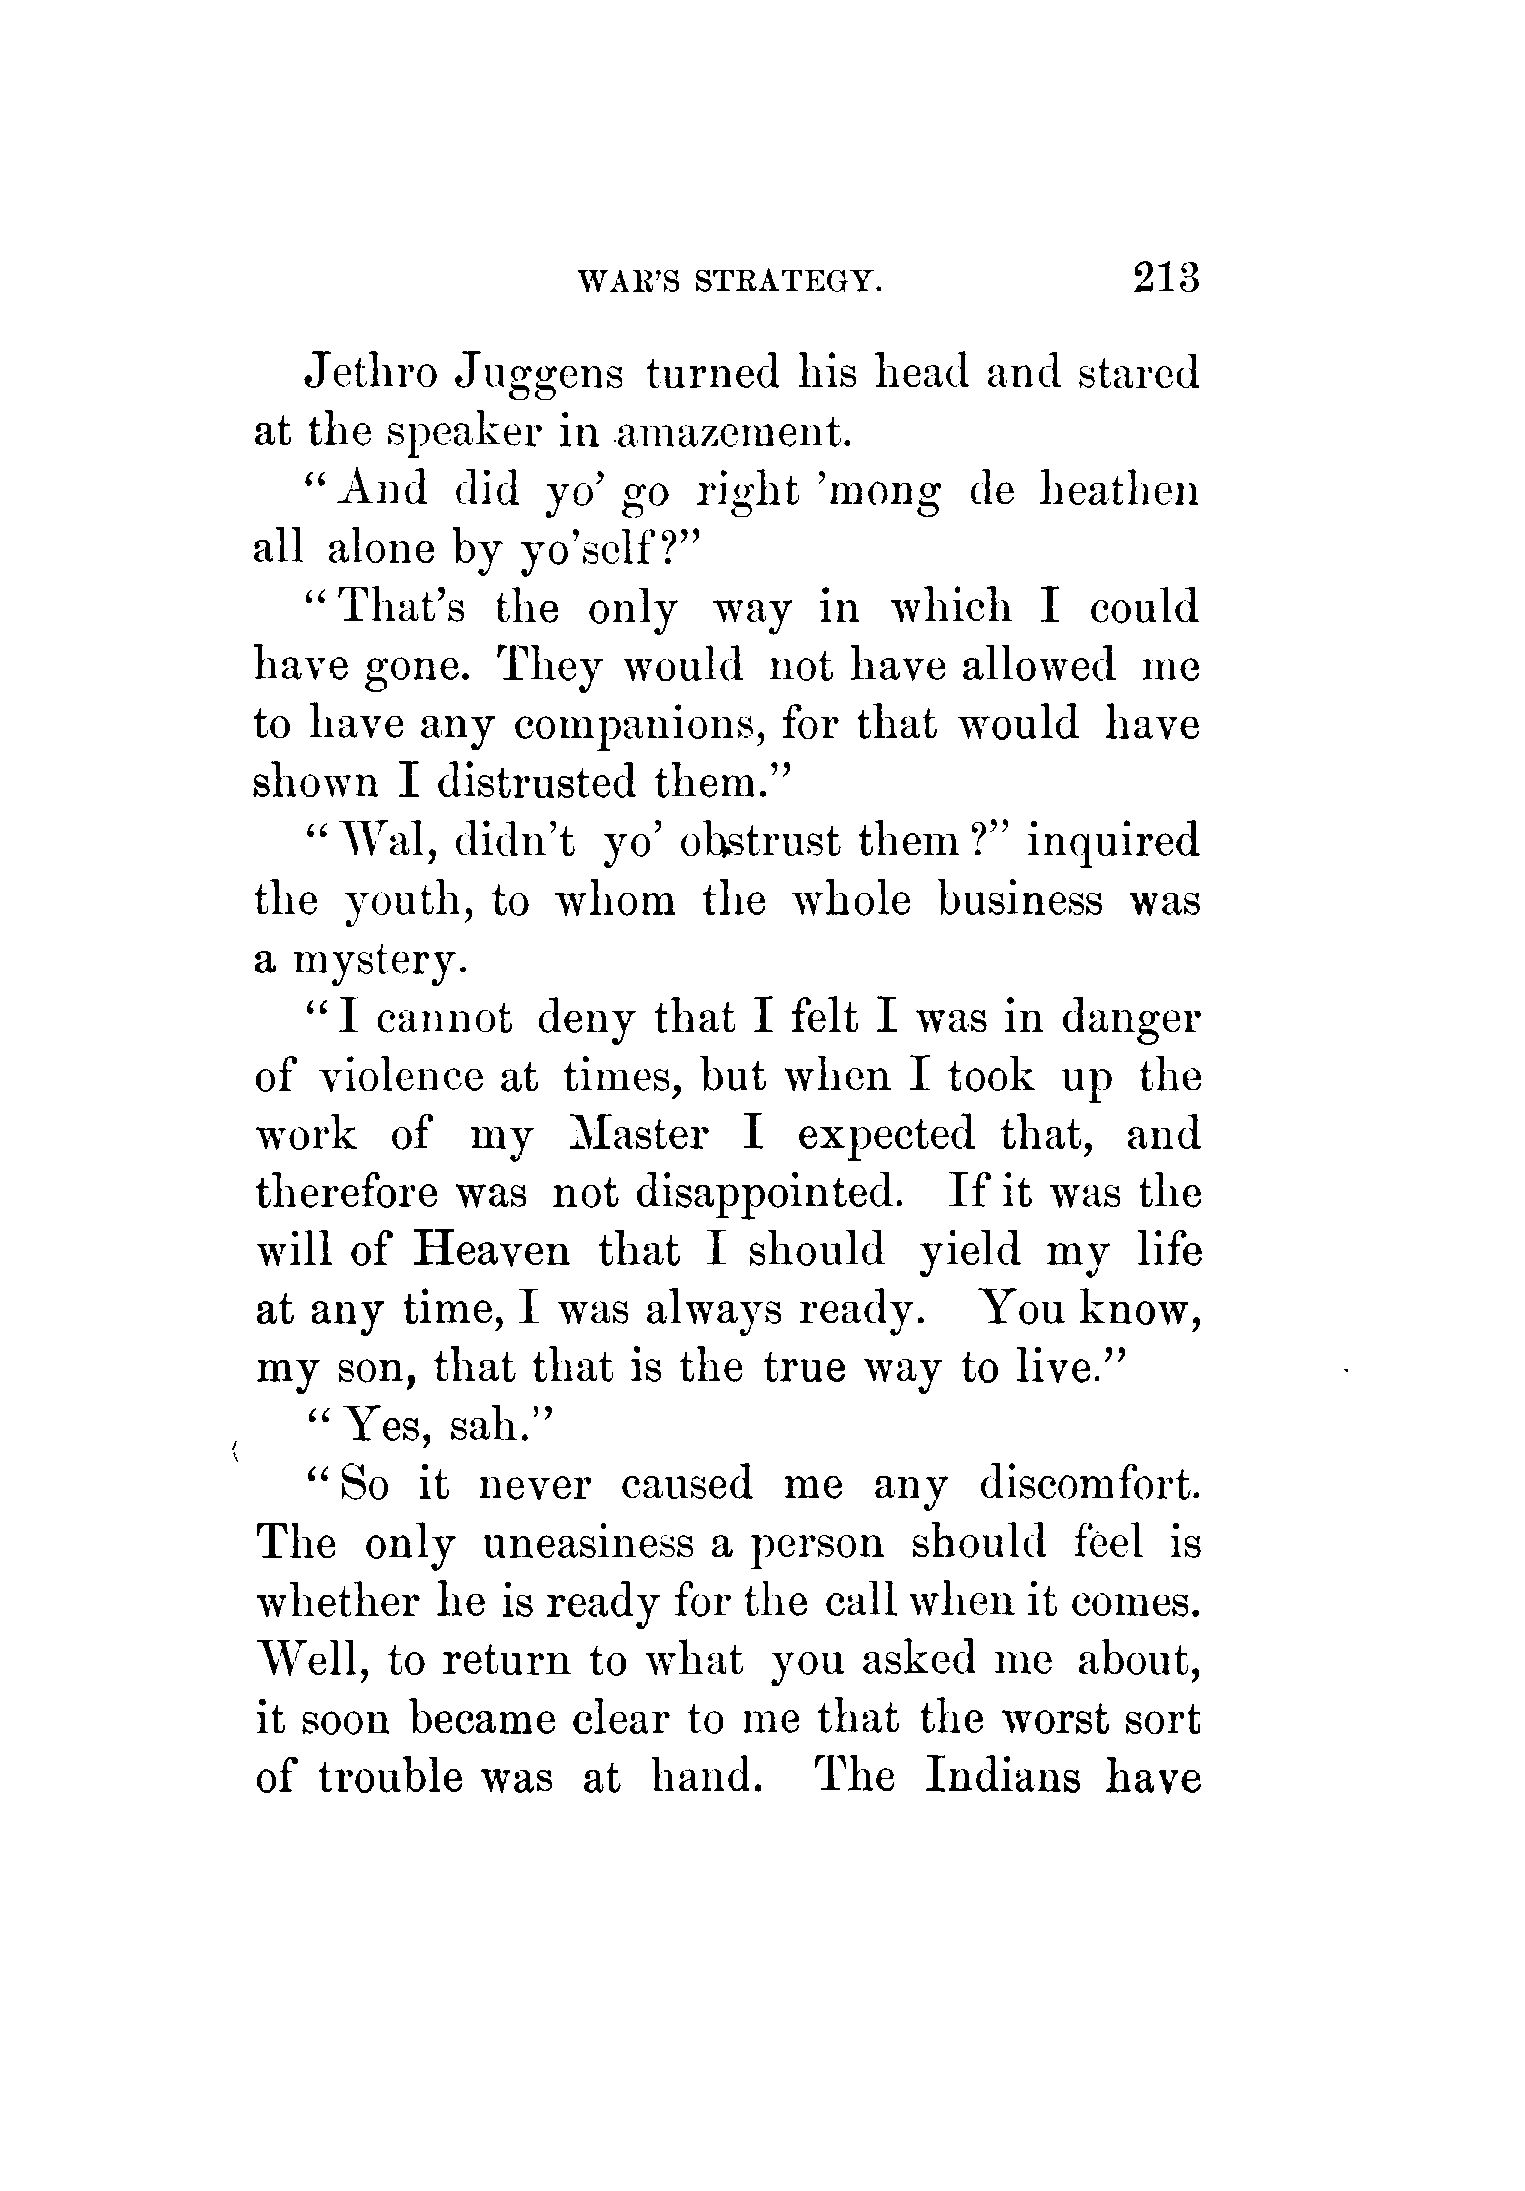 WAR'S STRATEGY. 213
Jethro Juggens turned his head and stared
at the speaker in amazement.
"And did yo' go right 'mong de heathen
all alone by yo'self?"
"That's the only way in which I could
have gone. They would not have allowed me
to have any companions, for that would have
shown I distrusted them."
"Wal, didn't yo' obstrust them?" inquired
the youth, to whom the whole business was
a mystery.
"I cannot deny that I felt I was in danger
of violence at times, but when I took up the
work of my Master I expected that, and
therefore was not disappointed. If it was the
will of Heaven that I should yield my life
at any time, I was always ready. You know,
my son, that that is the true way to live."
"Yes, sah."
"So it never caused me any discomfort.
The only uneasiness a person should feel is
whether he is ready for the call when it comes.
Well, to return to what you asked me about,
it soon became clear to me that the worst sort
of trouble was at hand. The Indians have